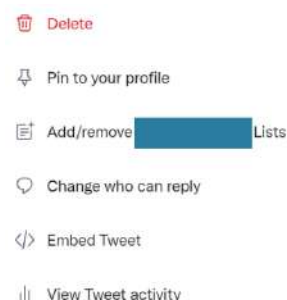 Delete
Pin to your profile
Add/remove Lists
Change who can reply
Embed Tweet
View Tweet activity